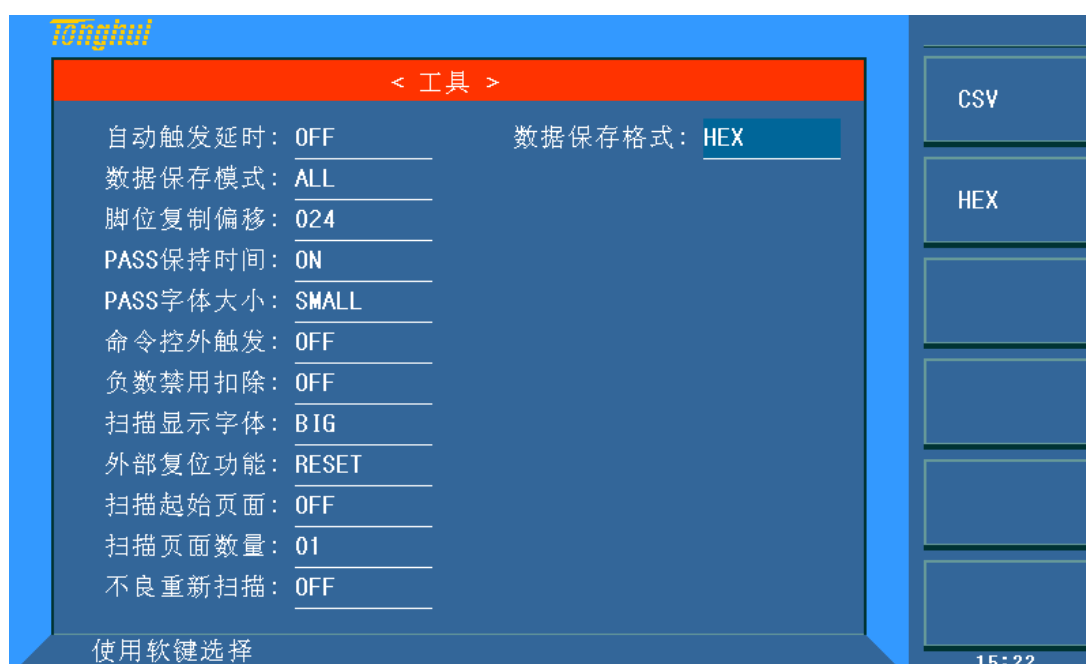 Tonghui
< 工具 >
自动触发延时: OFF
数据保存模式: ALL
脚位复制偏移: 024
PASS保持时间: ON
PASS字体大小: SMALL
命令控外触发: OFF
负数禁用扣除: OFF
扫描显示字体: BIG
外部复位功能: RESET
扫描起始页面: OFF
扫描页面数量: 01
不良重新扫描: OFF
数据保存格式: HEX
使用软键选择
CSV
HEX
15:22